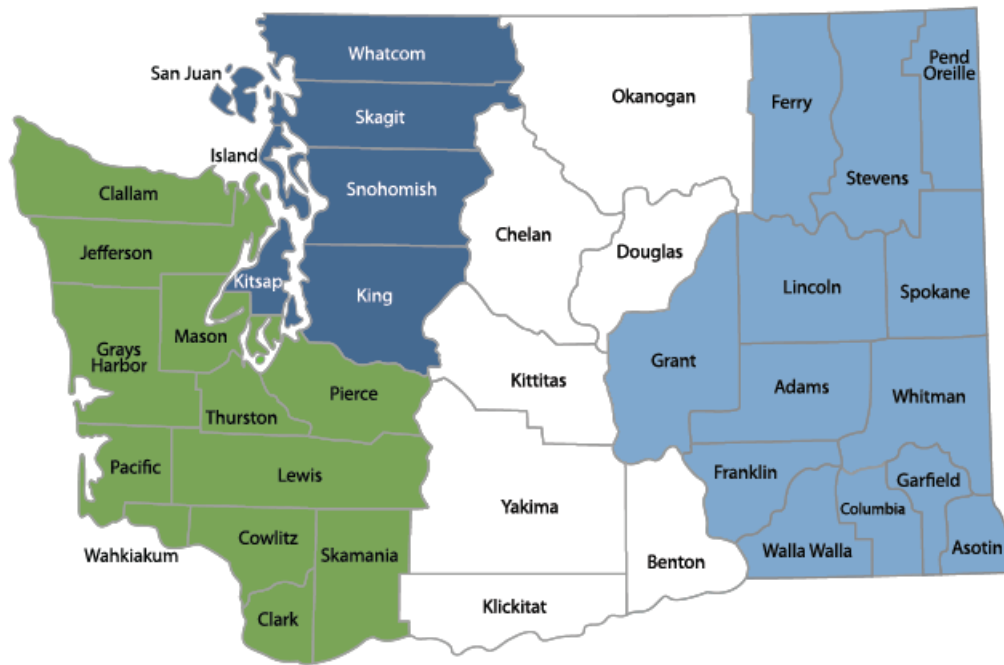 Whatcom
San Juan
Pend
Oreille
Okanogan
Ferry
Skagit
Island
Stevens
Snohomish
Clallam
Chelan
Jefferson
Douglas
Kitsap
Lincoln
King
Spokane
Mason
Grays
Harbor
Grant
Kittitas
Adams
Pierce
Whitman
Thurston
Pacific
Lewis
Franklin
Garfield
Yakima
Columbia
Cowlitz
Wahkiakum
Skamania
Walla Walla
Asotin
Benton
Klickitat
Clark